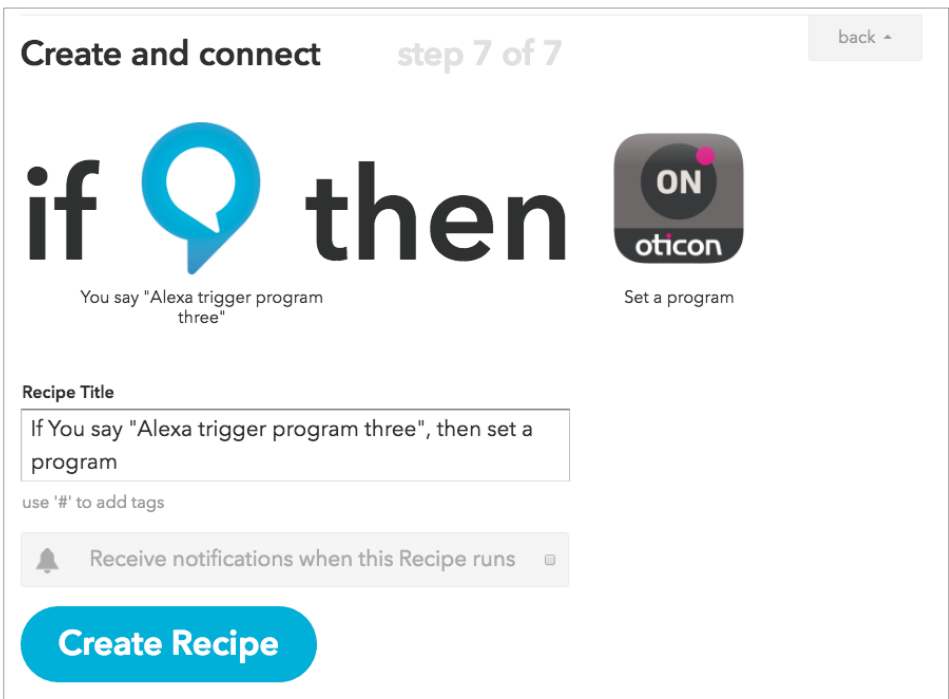 Create and connect step 7 of 7
back
if then
ON
oticon
You say "Alexa trigger program
three"
Set a program
Recipe Title
If You say "Alexa trigger program three", then set a
program
use '#' to add tags
Receive notifications when this Recipe runs
Create Recipe